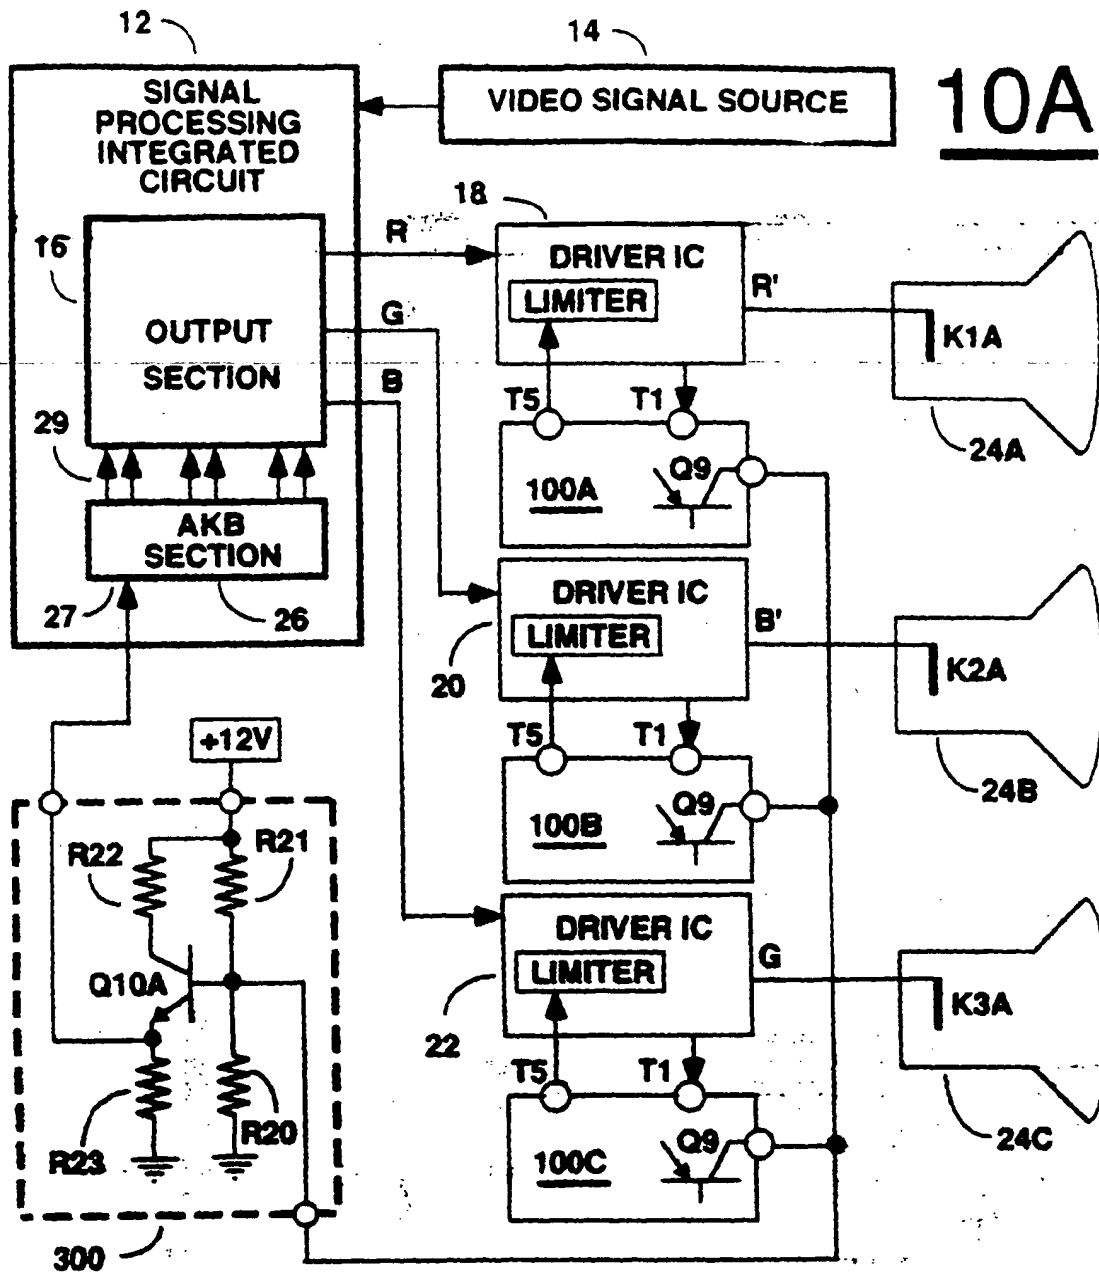 12
14
SIGNAL
PROCESSING
INTEGRATED
CIRCUIT
VIDEO SIGNAL SOURCE
10A
18
16
R
DRIVER IC
LIMITER
R'
G
OUTPUT
SECTION
K1A
B
T5
T1
29
24A
Q9
100A
AKB
SECTION
27
26
DRIVER IC
LIMITER
B'
20
K2A
T5
T1
+12V
24B
Q9
100B
R22
R21
DRIVER IC
LIMITER
G
Q10A
22
K3A
T5
T1
R23
R20
Q9
100C
24C
300